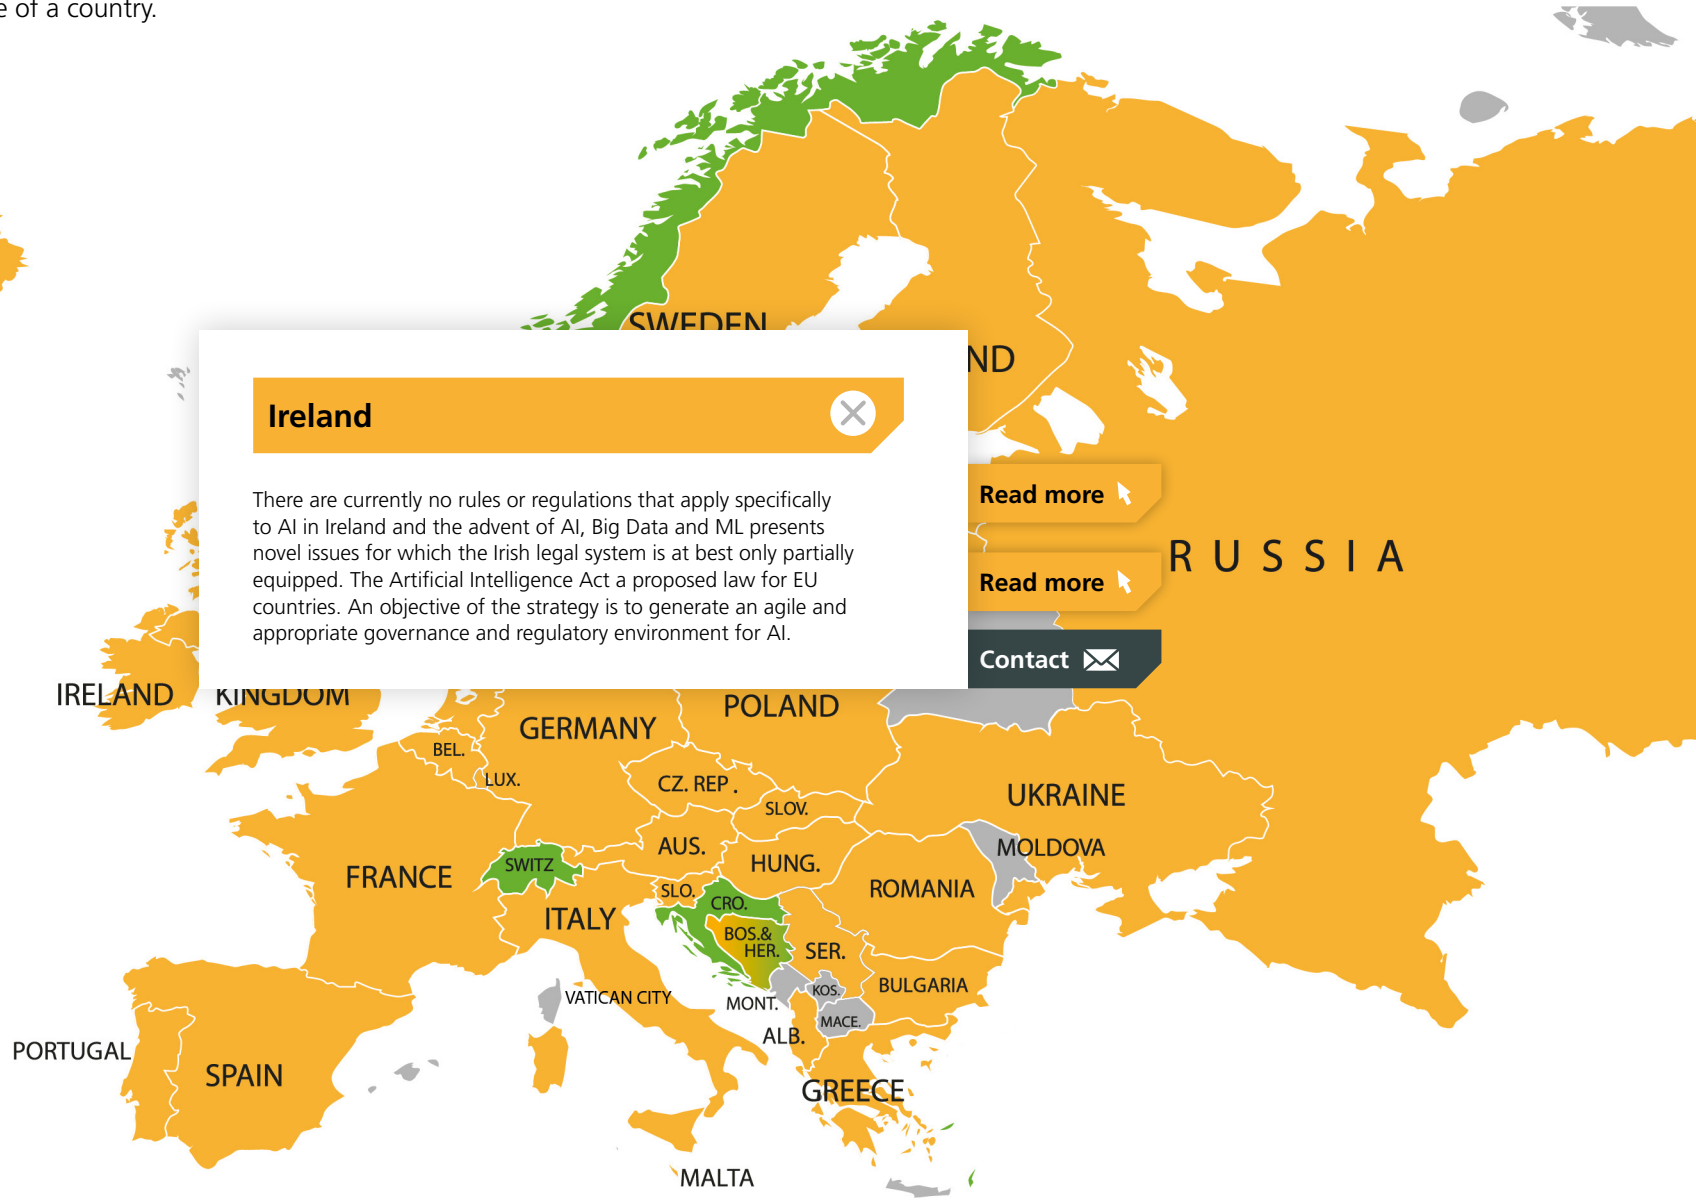 of a country.
SWEDEN
Ireland
There are currently no rules or regulations that apply specifically
to AI in Ireland and the advent of AI, Big Data and ML presents
novel issues for which the Irish legal system is at best only partially
equipped. The Artificial Intelligence Act a proposed law for EU
countries. An objective of the strategy is to generate an agile and
appropriate governance and regulatory environment for AI.
Read more
Read more
Contact
RUSSIA
IRELAND
KINGDOM
POLAND
GERMANY
BEL.
LUX.
CZ. REP.
SLOV.
UKRAINE
AUS.
HUNG.
MOLDOVA
FRANCE
SWITZ
ROMANIA
SLO.
CRO.
ITALY
BOS.&
HER.
SER.
BULGARIA
KOS.
VATICAN CITY
MONT.
MACE.
ALB.
PORTUGAL
SPAIN
GREECE
MALTA